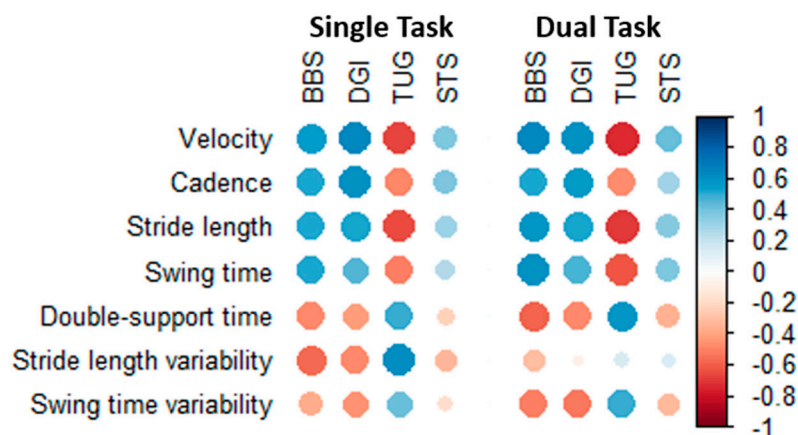 Single Task Dual Task
BBS DGI TUG STS BBS DGI TUG STS
Velocity
Cadence
Stride length
Swing time
Double-support time
Stride length variability
Swing time variability
1
0.8
0.6
0.4
0.2
0
-0.2
-0.4
-0.6
-0.8
-1